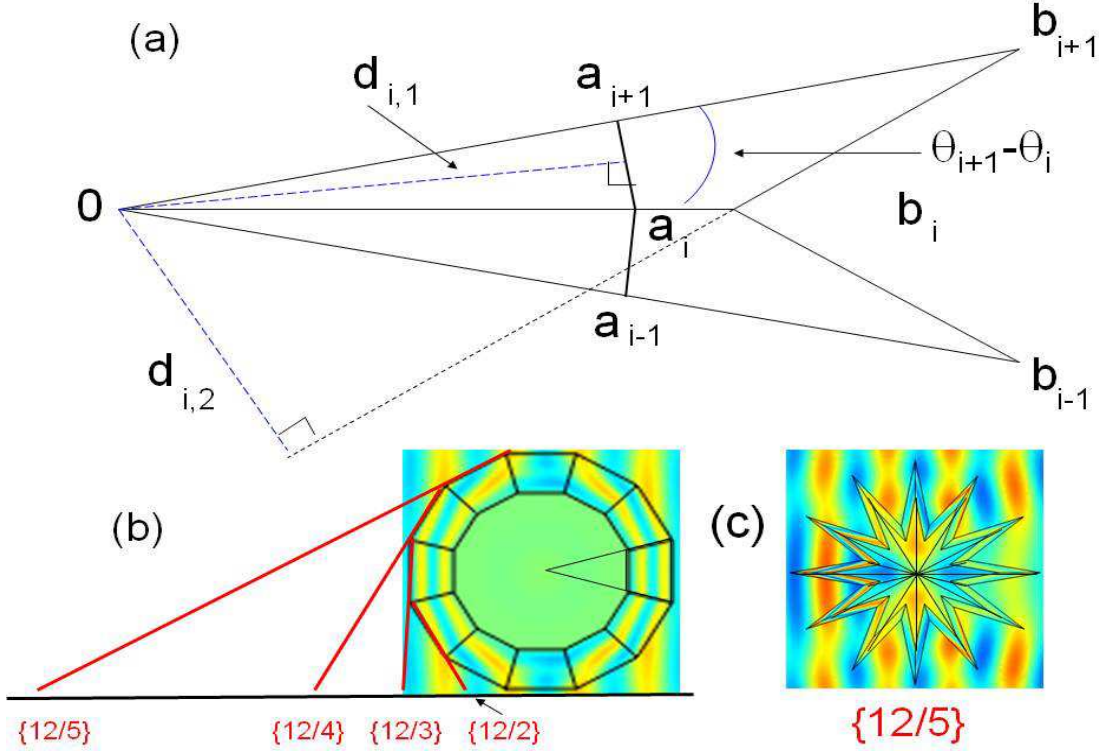 (a)
b i+1
a i+1
d i,1
θ i+1 - θ i
0
a i
b i
a i-1
d i,2
b i-1
(b)
(c)
{12/5}
{12/4}
{12/3}
{12/2}
{12/5}